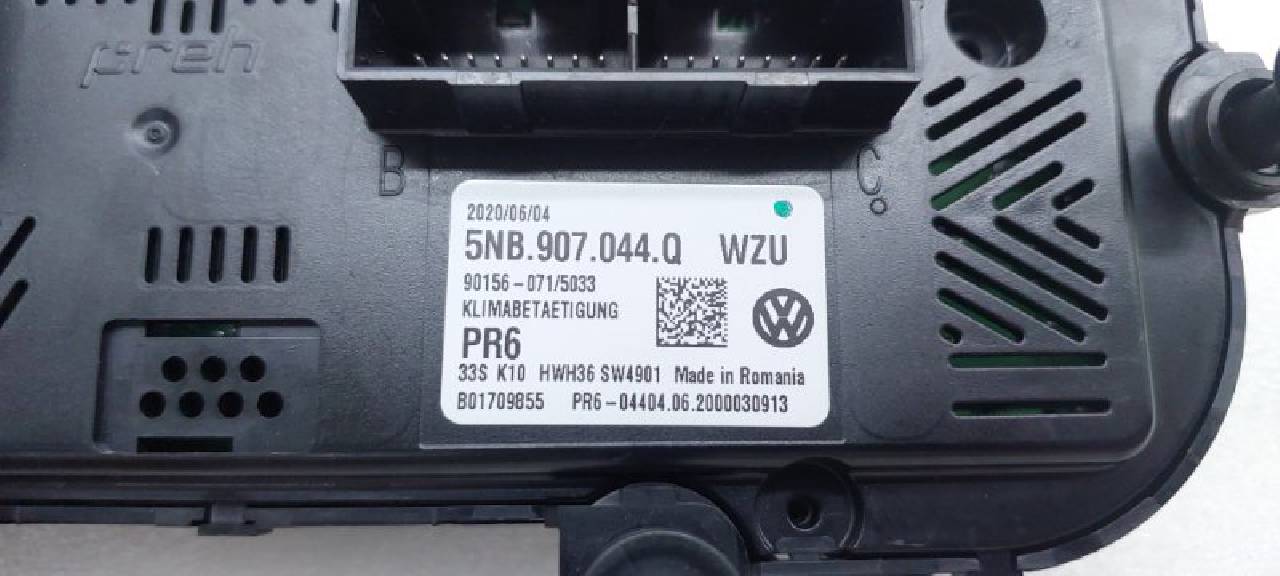 preh
B
C
2020/06/04
5NB.907.044.Q WZU
90156-071/5033
KLIMABETAETIGUNG
PR6
33S K10 HWH36 SW4901 Made in Romania
B01709855 PR6-04404.06.2000030913